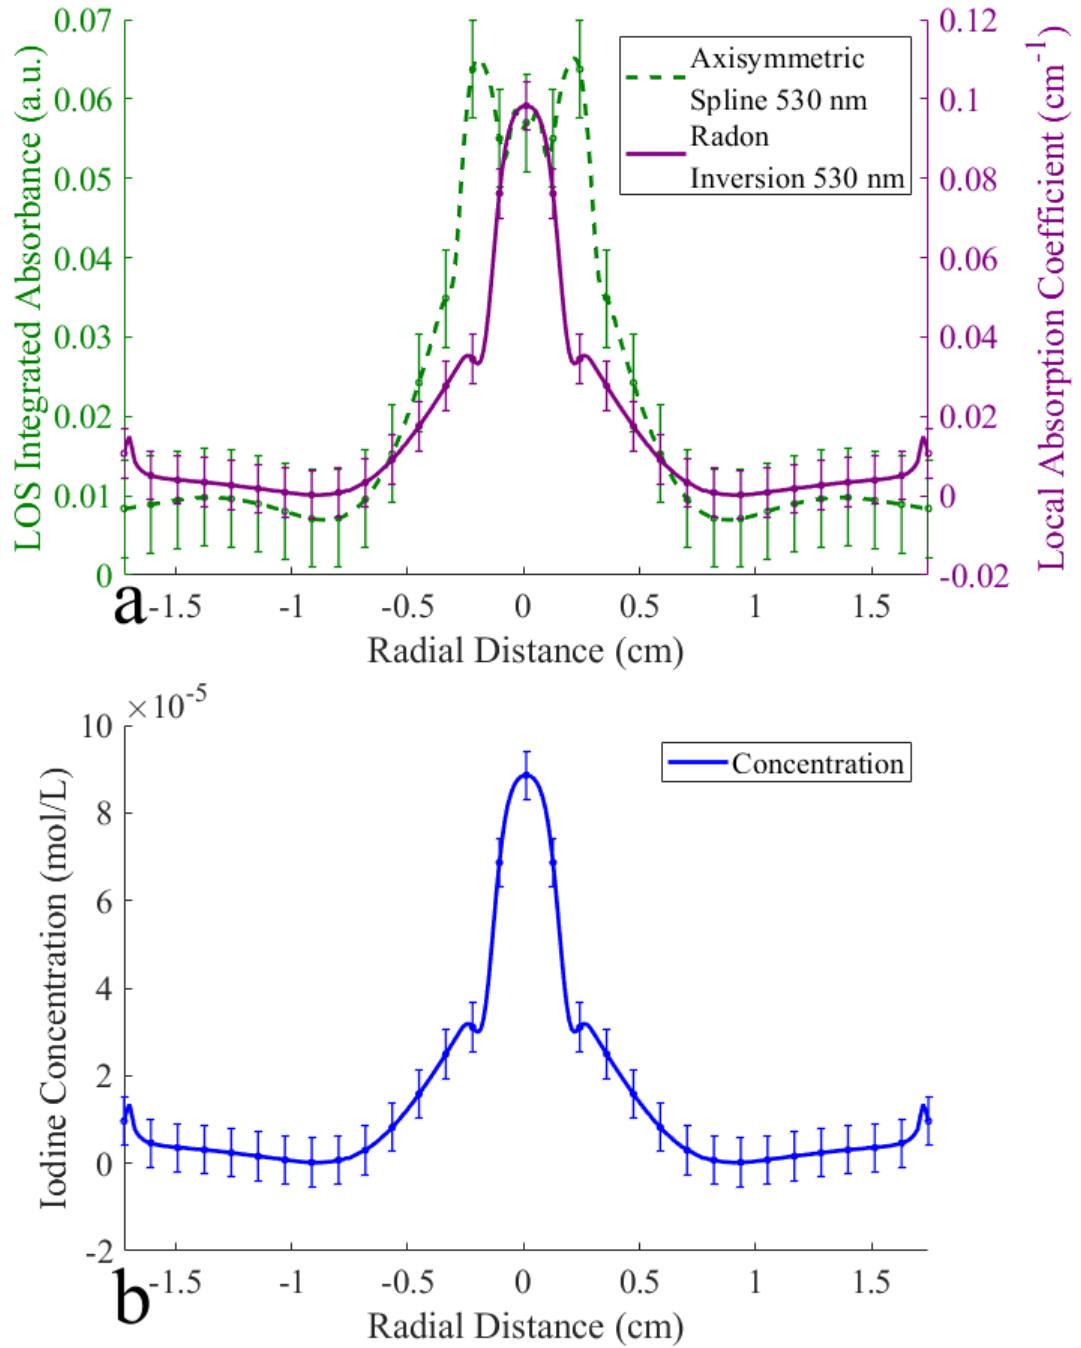 0.07
0.06
0.05
0.04
0.03
0.02
0.01
0
LOS Integrated Absorbance (a.u.)
0.12
0.1
0.08
0.06
0.04
0.02
0
-0.02
Local Absorption Coefficient (cm-1)
Axisymmetric
Spline 530 nm
Radon
Inversion 530 nm
a
-1.5 -1 -0.5 0 0.5 1 1.5
Radial Distance (cm)
×10-5
10
8
6
4
2
0
-2
Iodine Concentration (mol/L)
Concentration
b
-1.5 -1 -0.5 0 0.5 1 1.5
Radial Distance (cm)